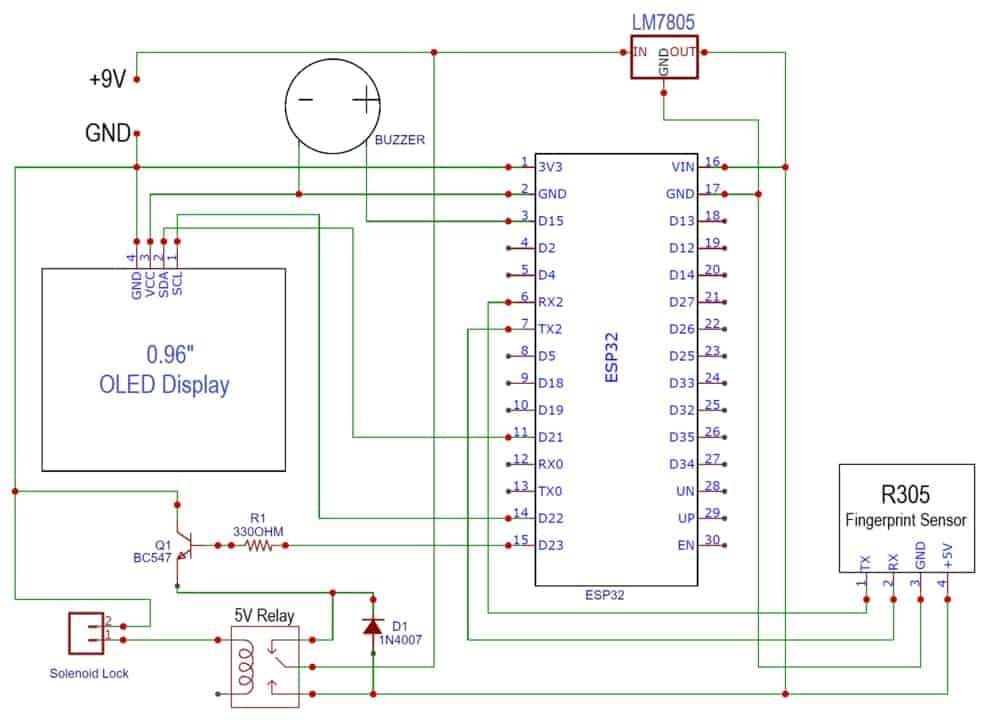 LM7805
IN
OUT
GND
+9V
GND
BUZZER
1 3V3
2 GND
3 D15
4 D2
5 D4
6 RX2
7 TX2
8 D5
9 D18
10 D19
11 D21
12 RX0
13 TX0
14 D22
15 D23
VIN 16
GND 17
D13 18
D12 19
D14 20
D27 21
D26 22
D25 23
D33 24
D32 25
D35 26
D34 27
UN 28
UP 29
EN 30
ESP32
ESP32
4 3 2 1
GND
VCC
SDA
SCL
0.96"
OLED Display
R1
330OHM
Q1
BC547
5V Relay
D1
1N4007
2
1
Solenoid Lock
R305
Fingerprint Sensor
TX
RX
GND
+5V
1 2 3 4